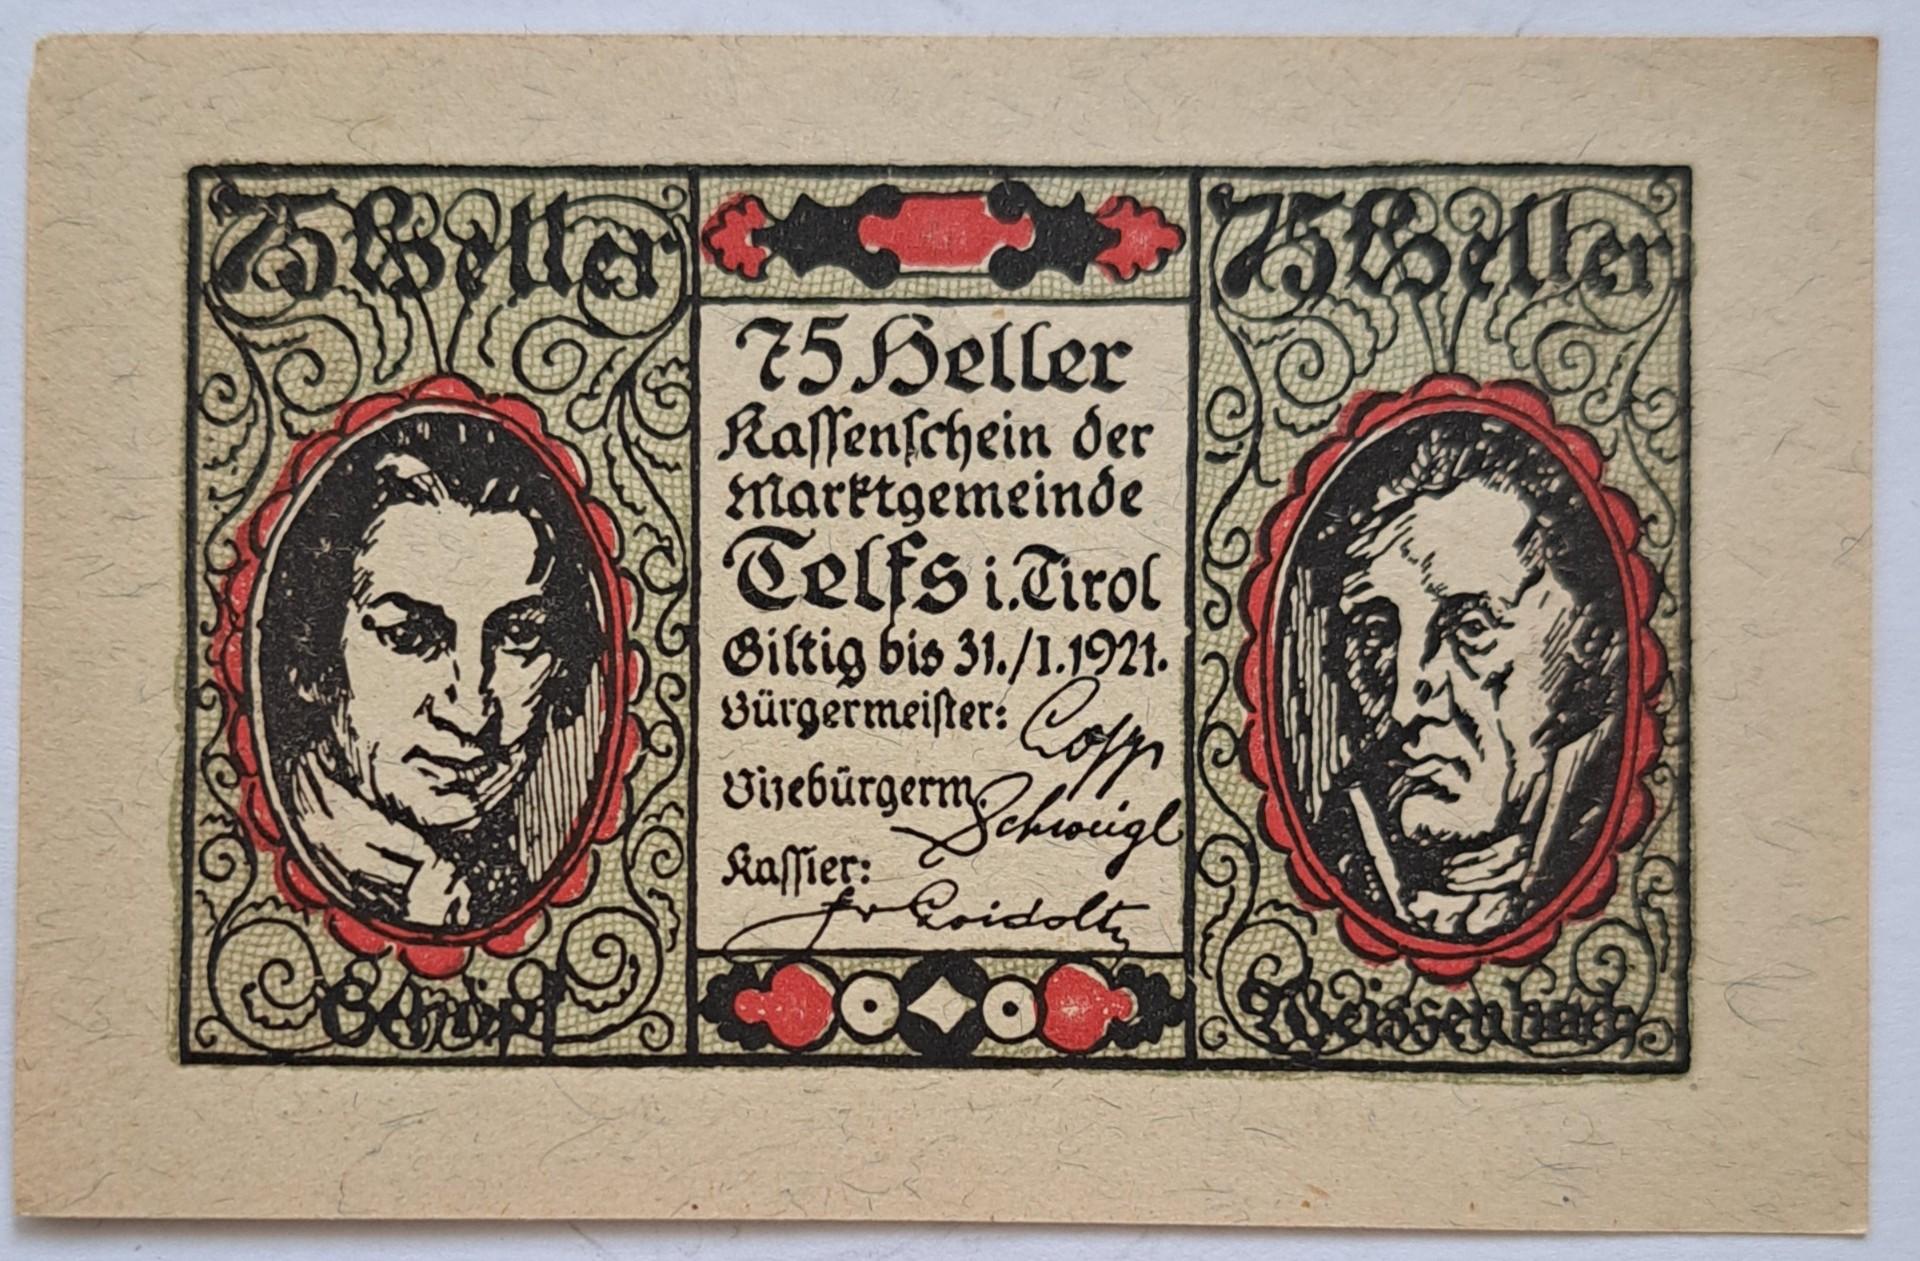 75 Heller
75 Heller
75 Heller
Kassenschein der
Marktgemeinde
Telfs i. Tirol
Giltig bis 31./I.1921.
Bürgermeister:
Vizebürgerm.
Schweigl
Kassier:
Schöpf
Weissenbach